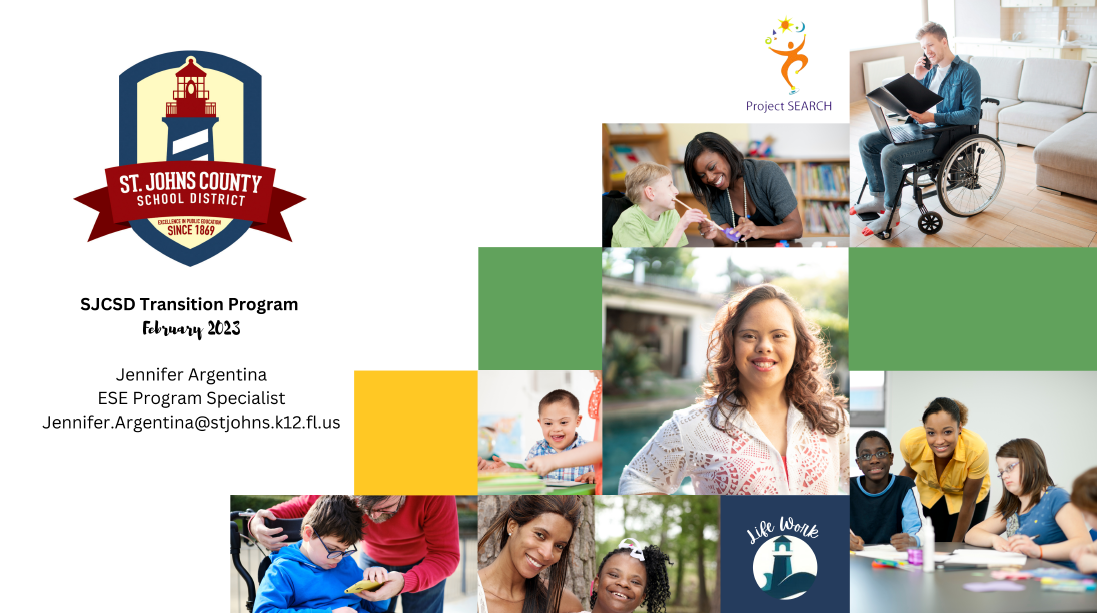 Project SEARCH
ST. JOHNS COUNTY
SCHOOL DISTRICT
EXCELLENCE IN PUBLIC EDUCATION
SINCE 1869
SJCSD Transition Program
February 2023
Jennifer Argentina
ESE Program Specialist
Jennifer.Argentina@stjohns.k12.fl.us
Life Work